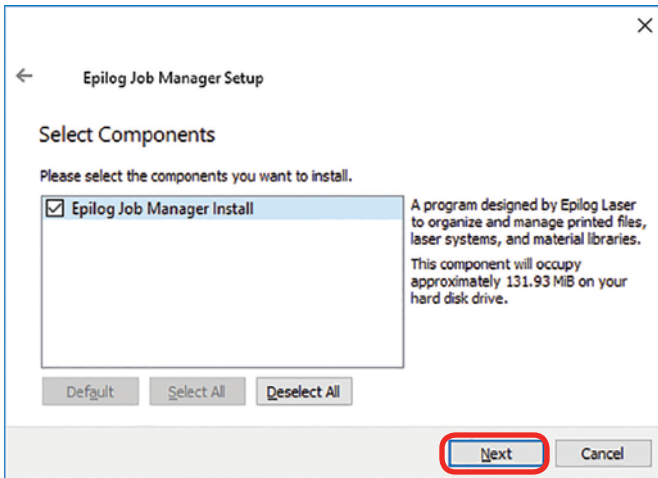 Epilog Job Manager Setup
Select Components
Please select the components you want to install.
Epilog Job Manager Install
A program designed by Epilog Laser
to organize and manage printed files,
laser systems, and material libraries.
This component will occupy
approximately 131.93 MiB on your
hard disk drive.
Default Select All Deselect All
Next Cancel